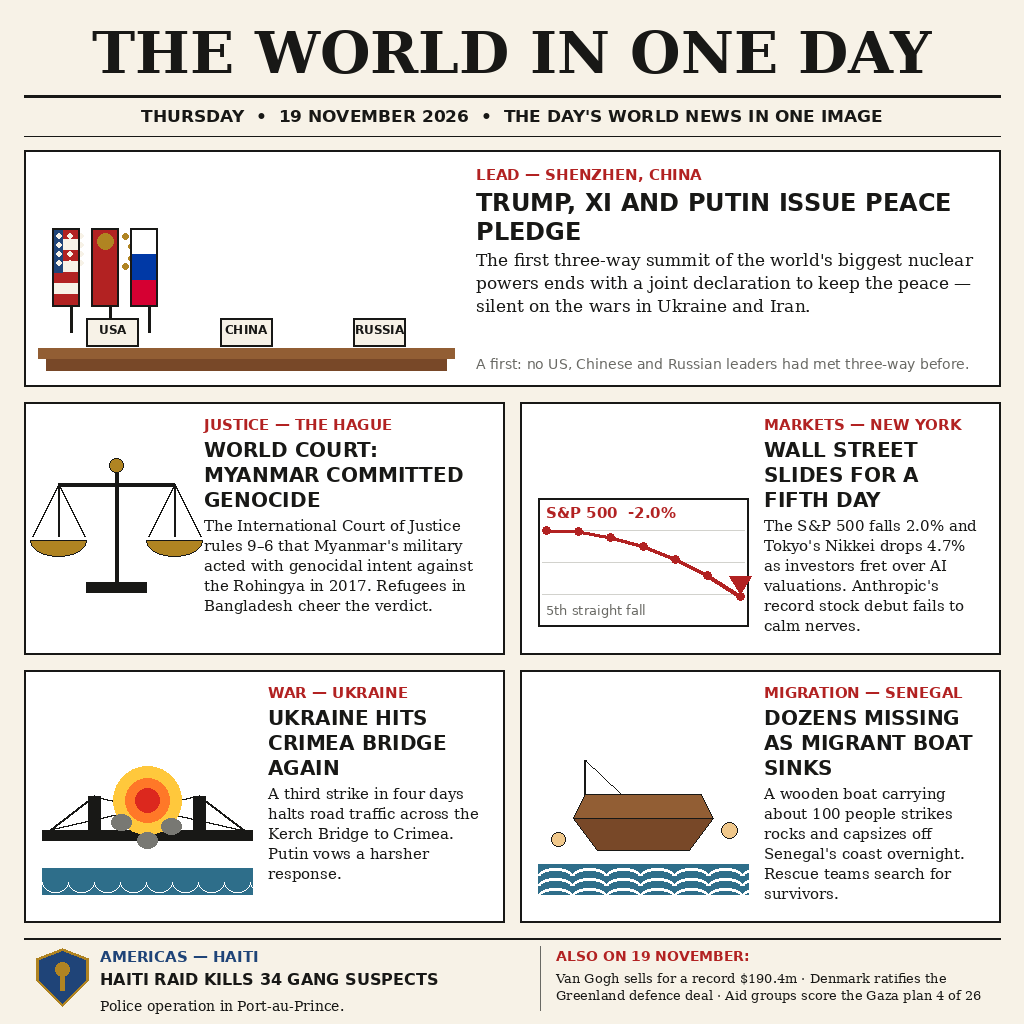 THE WORLD IN ONE DAY
THURSDAY • 19 NOVEMBER 2026 • THE DAY'S WORLD NEWS IN ONE IMAGE
USA
CHINA
RUSSIA
LEAD — SHENZHEN, CHINA
TRUMP, XI AND PUTIN ISSUE PEACE
PLEDGE
The first three-way summit of the world's biggest nuclear
powers ends with a joint declaration to keep the peace —
silent on the wars in Ukraine and Iran.
A first: no US, Chinese and Russian leaders had met three-way before.
JUSTICE — THE HAGUE
WORLD COURT:
MYANMAR COMMITTED
GENOCIDE
The International Court of Justice
rules 9–6 that Myanmar's military
acted with genocidal intent against
the Rohingya in 2017. Refugees in
Bangladesh cheer the verdict.
S&P 500 -2.0%
5th straight fall
MARKETS — NEW YORK
WALL STREET
SLIDES FOR A
FIFTH DAY
The S&P 500 falls 2.0% and
Tokyo's Nikkei drops 4.7%
as investors fret over AI
valuations. Anthropic's
record stock debut fails to
calm nerves.
WAR — UKRAINE
UKRAINE HITS
CRIMEA BRIDGE
AGAIN
A third strike in four days
halts road traffic across the
Kerch Bridge to Crimea.
Putin vows a harsher
response.
MIGRATION — SENEGAL
DOZENS MISSING
AS MIGRANT BOAT
SINKS
A wooden boat carrying
about 100 people strikes
rocks and capsizes off
Senegal's coast overnight.
Rescue teams search for
survivors.
AMERICAS — HAITI
HAITI RAID KILLS 34 GANG SUSPECTS
Police operation in Port-au-Prince.
ALSO ON 19 NOVEMBER:
Van Gogh sells for a record $190.4m · Denmark ratifies the
Greenland defence deal · Aid groups score the Gaza plan 4 of 26